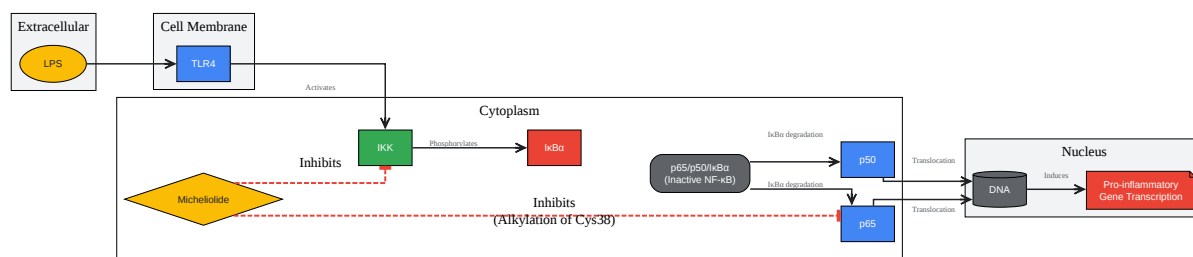 Extracellular
LPS
Cell Membrane
TLR4
Activates
Cytoplasm
IKK
Phosphorylates
IκBα
Inhibits
Micheliolide
Inhibits
(Alkylation of Cys38)
p65/p50/IκBα
(Inactive NF-κB)
IκBα degradation
IκBα degradation
p50
p65
Translocation
Translocation
Nucleus
DNA
Induces
Pro-inflammatory
Gene Transcription